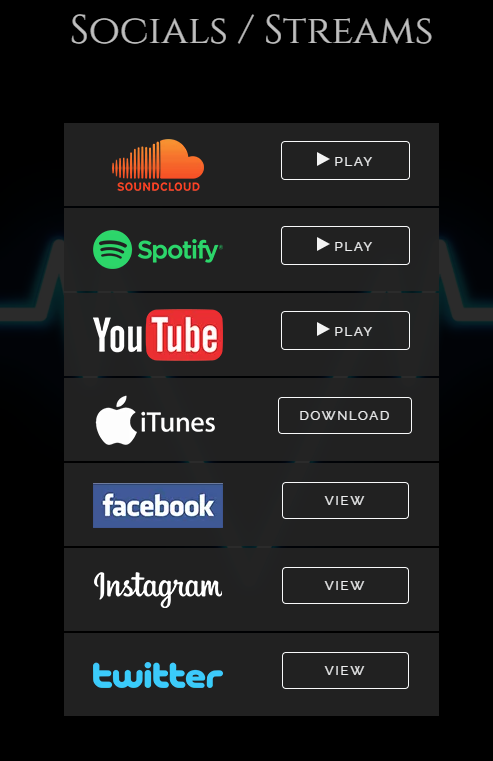 SOCIALS / STREAMS
SOUNDCLOUD
PLAY
Spotify
PLAY
YouTube
PLAY
iTunes
DOWNLOAD
facebook
VIEW
Instagram
VIEW
twitter
VIEW